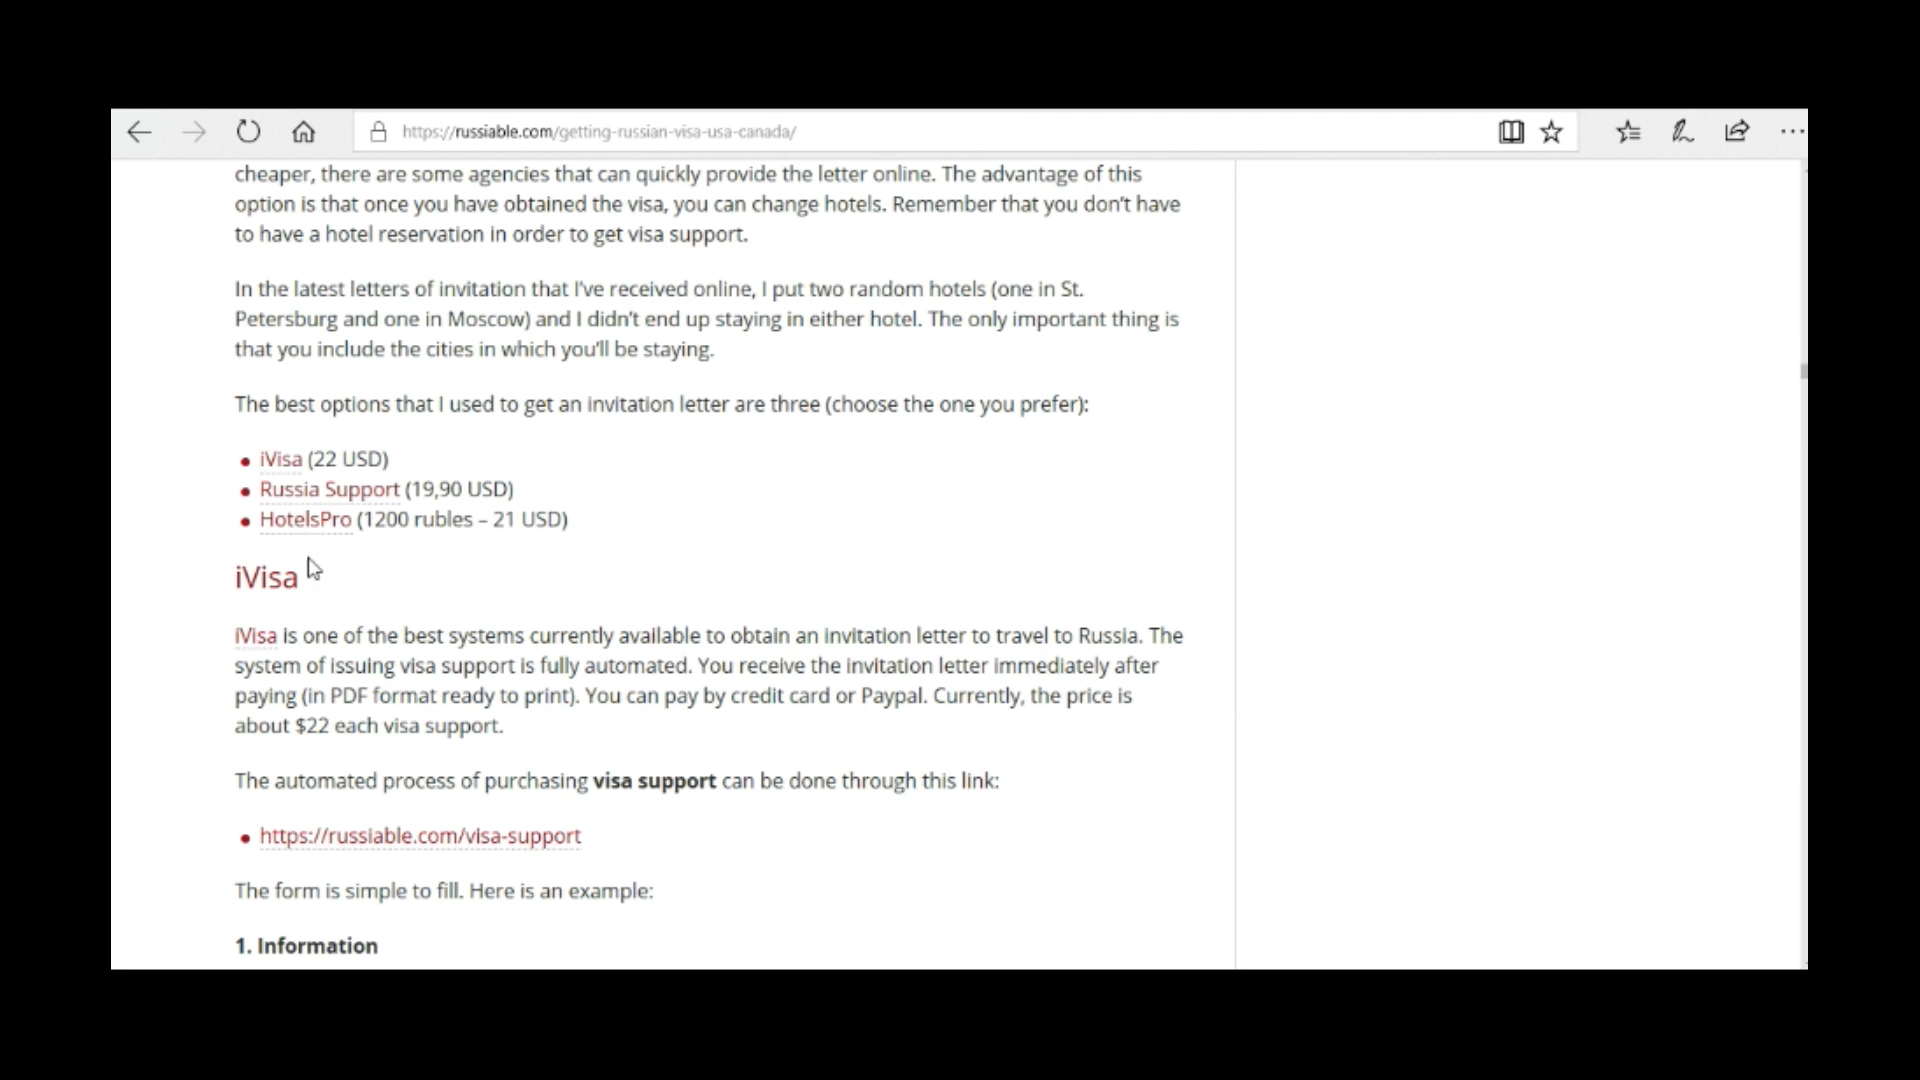 https://russiable.com/getting-russian-visa-usa-canada/
cheaper, there are some agencies that can quickly provide the letter online. The advantage of this
option is that once you have obtained the visa, you can change hotels. Remember that you don't have
to have a hotel reservation in order to get visa support.
In the latest letters of invitation that I've received online, I put two random hotels (one in St.
Petersburg and one in Moscow) and I didn't end up staying in either hotel. The only important thing is
that you include the cities in which you'll be staying.
The best options that I used to get an invitation letter are three (choose the one you prefer):
• iVisa (22 USD)
• Russia Support (19,90 USD)
• HotelsPro (1200 rubles – 21 USD)
iVisa
iVisa is one of the best systems currently available to obtain an invitation letter to travel to Russia. The
system of issuing visa support is fully automated. You receive the invitation letter immediately after
paying (in PDF format ready to print). You can pay by credit card or Paypal. Currently, the price is
about $22 each visa support.
The automated process of purchasing visa support can be done through this link:
• https://russiable.com/visa-support
The form is simple to fill. Here is an example:
1. Information